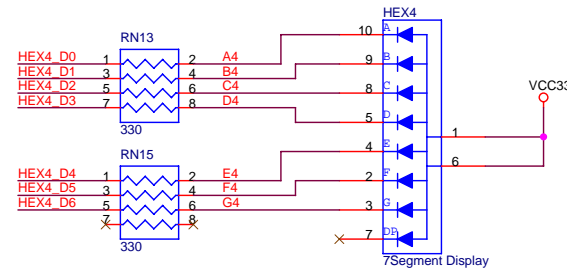 HEX4
RN13
10 A
HEX4_D0 1 2 A4
HEX4_D1 3 4 B4 9 B
HEX4_D2 5 6 C4 8 C
HEX4_D3 7 8 D4
VCC33
5 D
330
1
RN15
4 E
6
HEX4_D4 1 2 E4
HEX4_D5 3 4 F4 2 F
HEX4_D6 5 6 G4 3 G
7 8
330
7 DP
7Segment Display